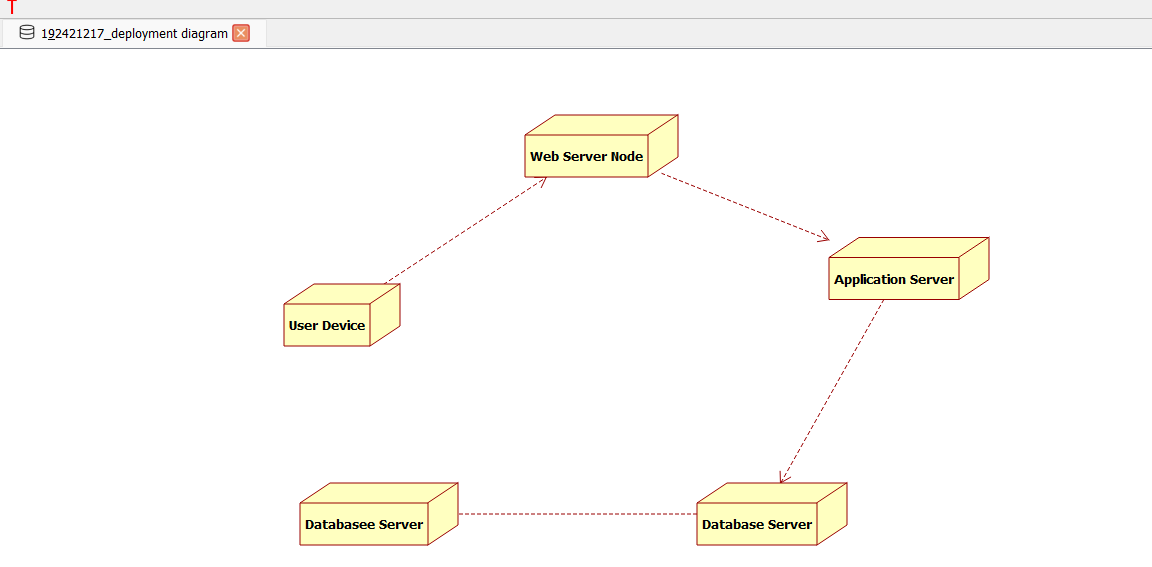 T
192421217_deployment diagram
Web Server Node
Application Server
User Device
Databasee Server
Database Server